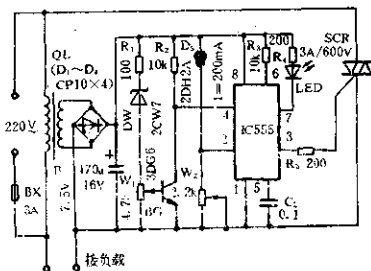 QL
(D₁~D₄
CP10×4)
220V~
BX
3A
7.5V
470μ
16V
R₁
100
DW
2CW7
W₁
4.7k
3DG6
BG
R₂
10k
D₅
2DH2A
I=200mA
W₂
2k
R₃
10k
R₄
200
LED
8
6
4
2
7
3
1
5
IC555
C₂
0.1
R₅ 200
SCR
3A/600V
接负载